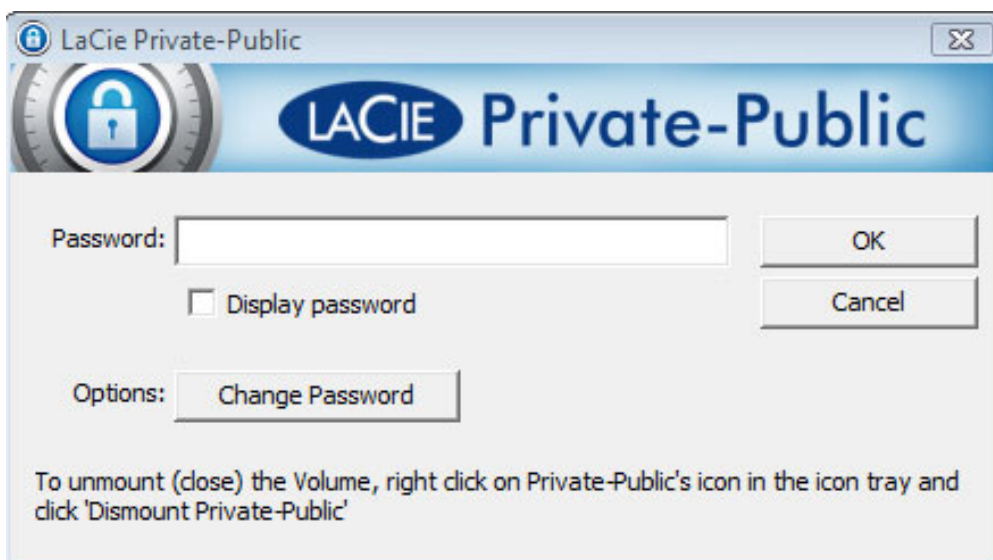 LaCie Private-Public
LACIE Private-Public
Password:
OK
Display password
Cancel
Options:
Change Password
To unmount (close) the Volume, right click on Private-Public's icon in the icon tray and
click 'Dismount Private-Public'